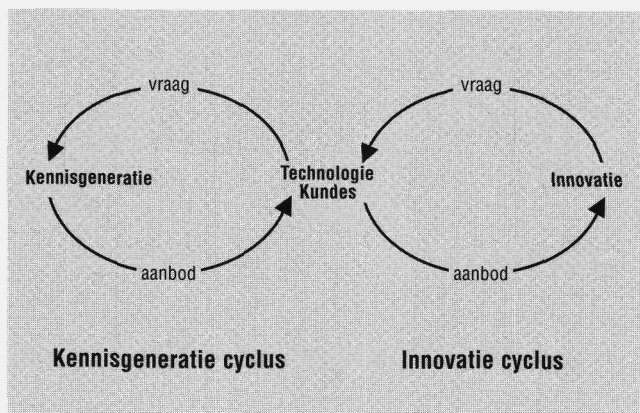 vraag
vraag
Kennisgeneratie
Technologie
Kundes
Innovatie
aanbod
aanbod
Kennisgeneratie cyclus
Innovatie cyclus